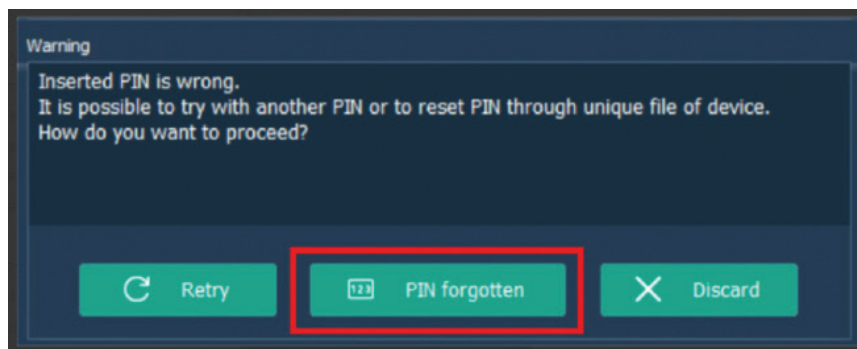 Warning
Inserted PIN is wrong.
It is possible to try with another PIN or to reset PIN through unique file of device.
How do you want to proceed?
Retry
123 PIN forgotten
Discard